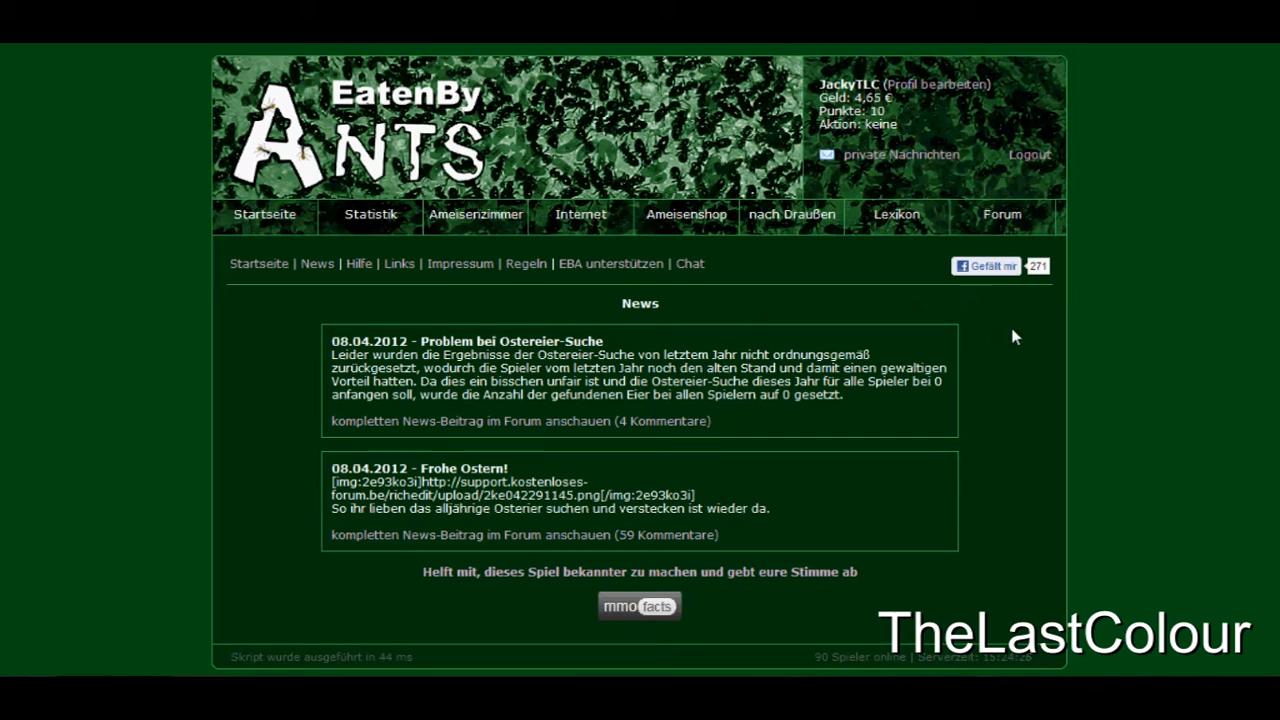 EatenBy
ANTS
JackyTLC (Profil bearbeiten)
Geld: 4,65 €
Punkte: 10
Aktion: keine
private Nachrichten Logout
Startseite Statistik Ameisenzimmer Internet Ameisenshop nach Draußen Lexikon Forum
Startseite | News | Hilfe | Links | Impressum | Regeln | EBA unterstützen | Chat
Gefällt mir 271
News
08.04.2012 - Problem bei Ostereier-Suche
Leider wurden die Ergebnisse der Ostereier-Suche von letztem Jahr nicht ordnungsgemäß
zurückgesetzt, wodurch die Spieler vom letzten Jahr noch den alten Stand und damit einen gewaltigen
Vorteil hatten. Da dies ein bisschen unfair ist und die Ostereier-Suche dieses Jahr für alle Spieler bei 0
anfangen soll, wurde die Anzahl der gefundenen Eier bei allen Spielern auf 0 gesetzt.
kompletten News-Beitrag im Forum anschauen (4 Kommentare)
08.04.2012 - Frohe Ostern!
[img:2e93ko3i]http://support.kostenloses-
forum.be/richedit/upload/2ke042291145.png[/img:2e93ko3i]
So ihr lieben das alljährige Osterier suchen und verstecken ist wieder da.
kompletten News-Beitrag im Forum anschauen (59 Kommentare)
Helft mit, dieses Spiel bekannter zu machen und gebt eure Stimme ab
mmofacts
TheLastColour
Skript wurde ausgeführt in 44 ms
90 Spieler online | Serverzeit: